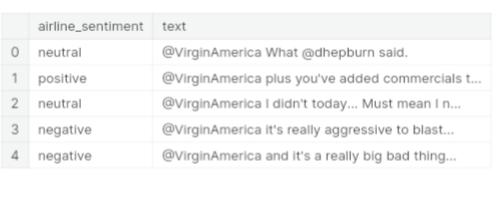 airline_sentiment text
0 neutral @VirginAmerica What @dhepburn said.
1 positive @VirginAmerica plus you've added commercials t...
2 neutral @VirginAmerica I didn't today... Must mean I n...
3 negative @VirginAmerica it's really aggressive to blast...
4 negative @VirginAmerica and it's a really big bad thing...